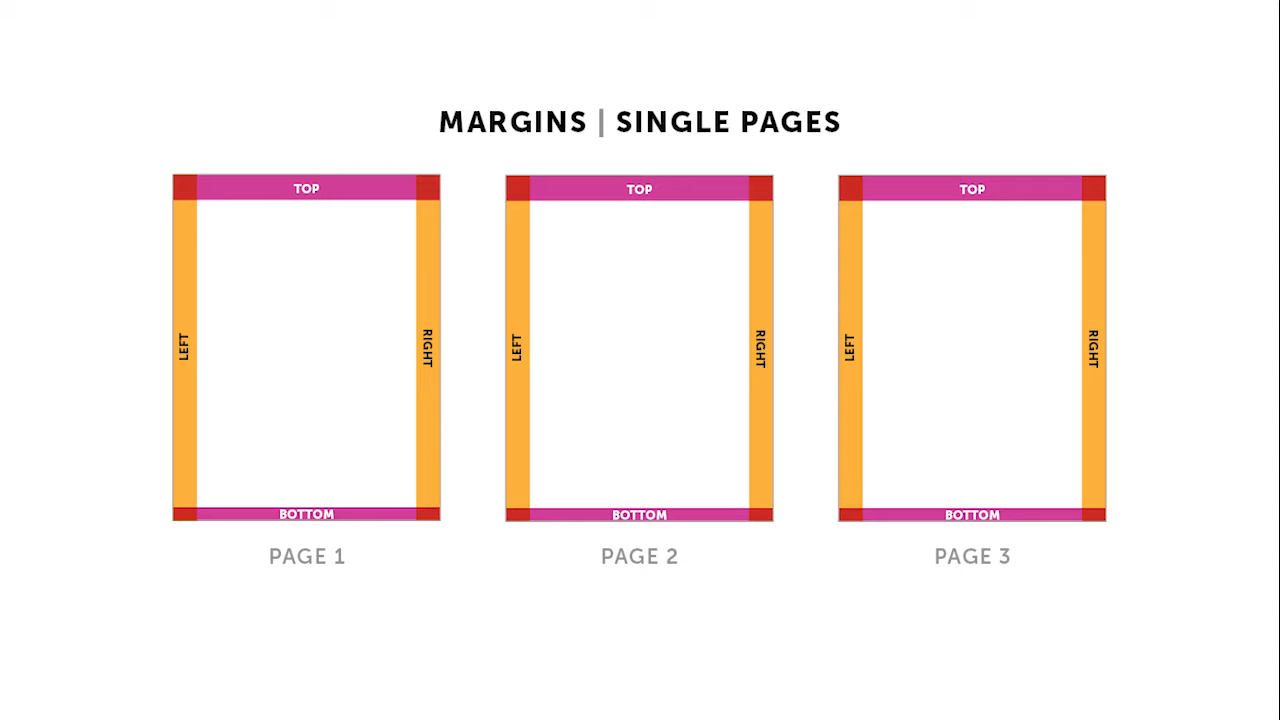 MARGINS | SINGLE PAGES
TOP
LEFT
RIGHT
BOTTOM
PAGE 1
TOP
LEFT
RIGHT
BOTTOM
PAGE 2
TOP
LEFT
RIGHT
BOTTOM
PAGE 3